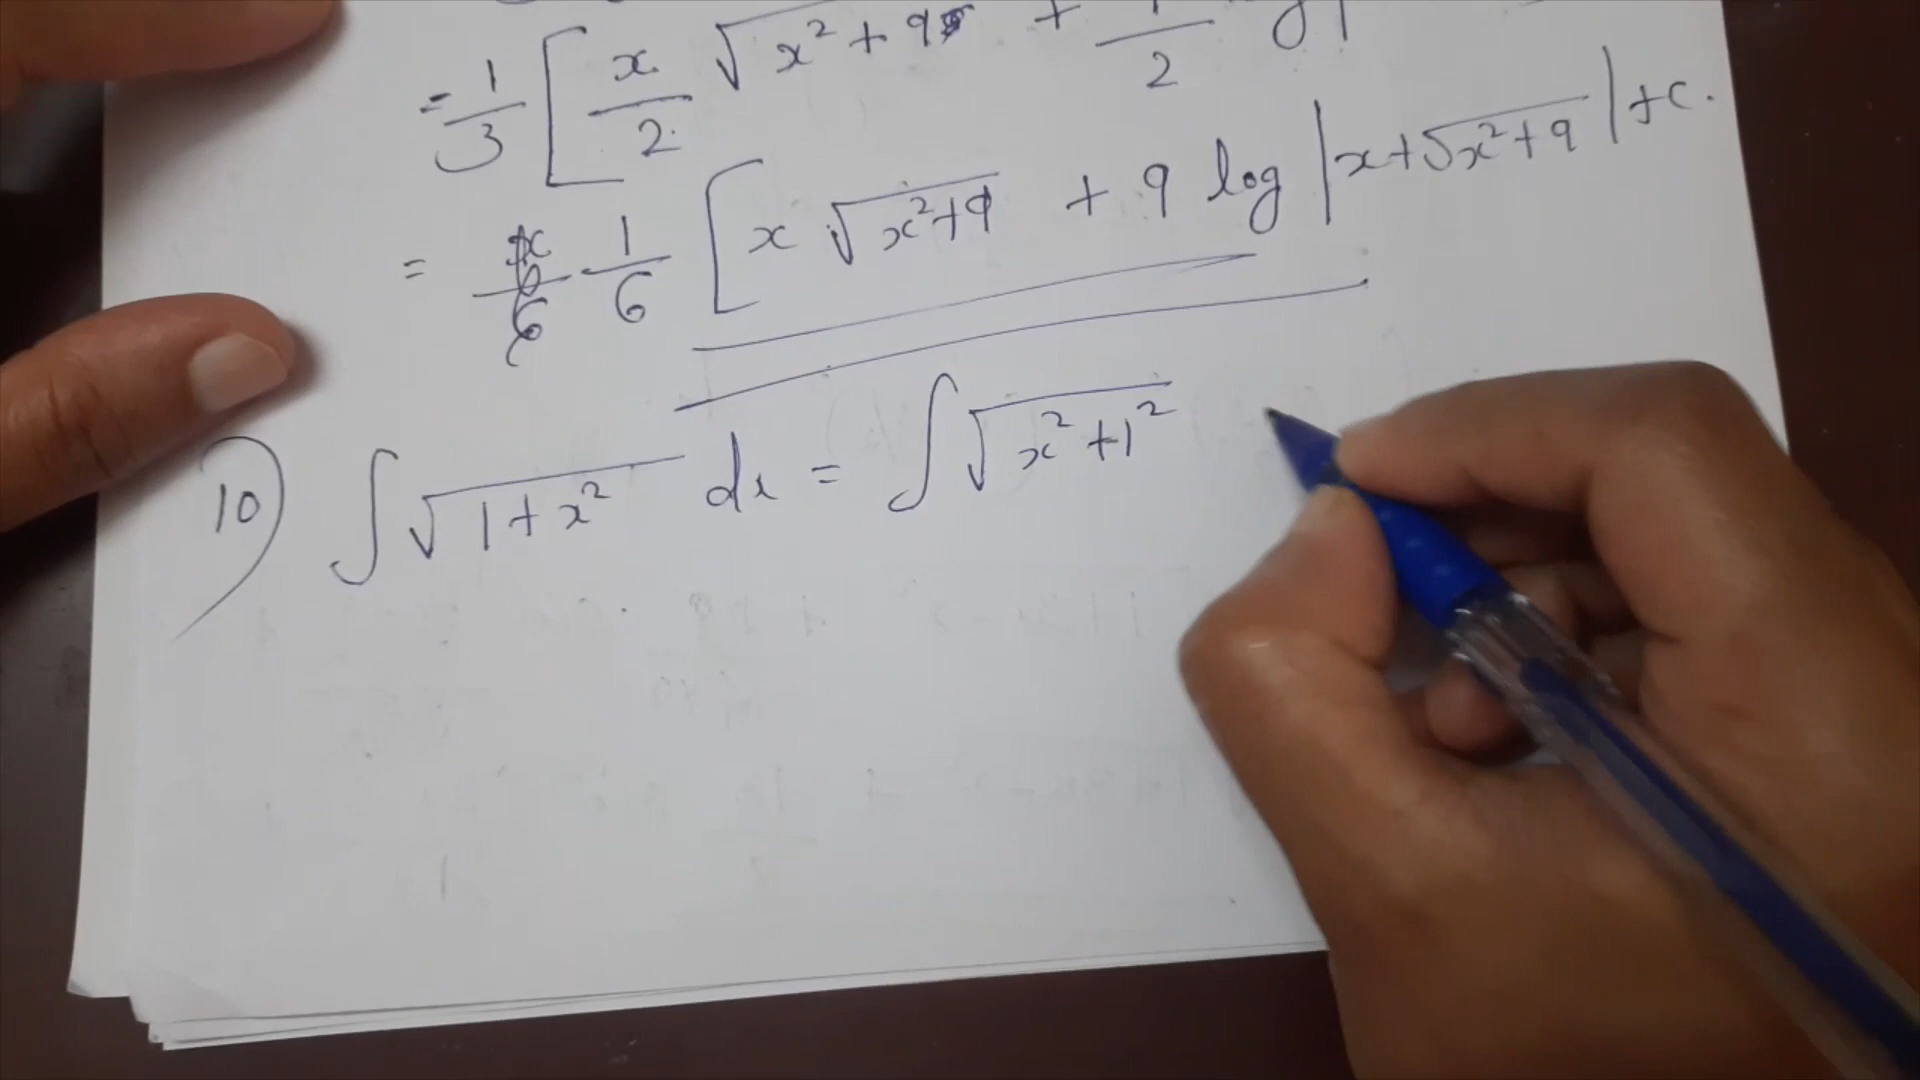 = 1/3 [ x/2 √x²+9 + /2
= 1/6 [ x √x²+9 + 9 log |x+√x²+9| +c.
10) ∫ √1+x² dx = ∫ √x²+1²